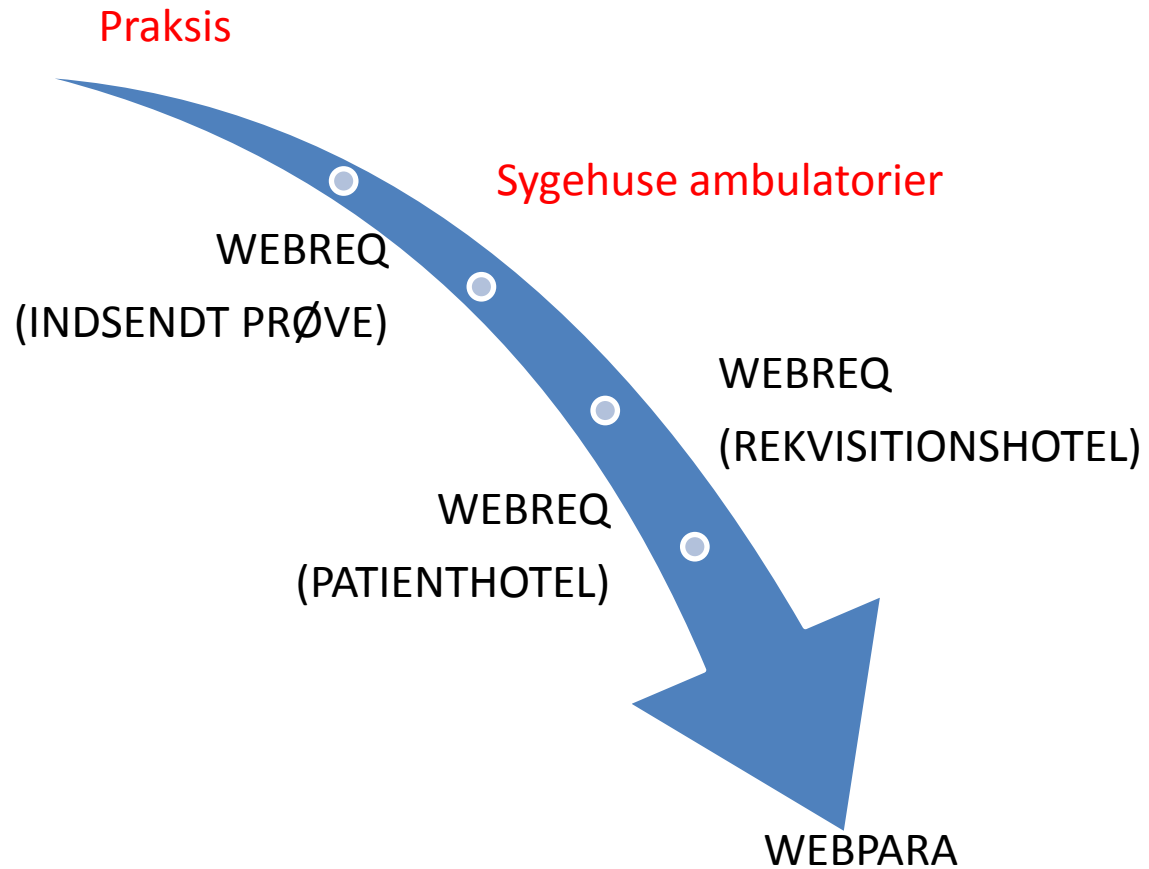 Praksis
Sygehuse ambulatorier
WEBREQ
(INDSENDT PRØVE)
WEBREQ
(REKVISITIONSHOTEL)
WEBREQ
(PATIENTHOTEL)
WEBPARA